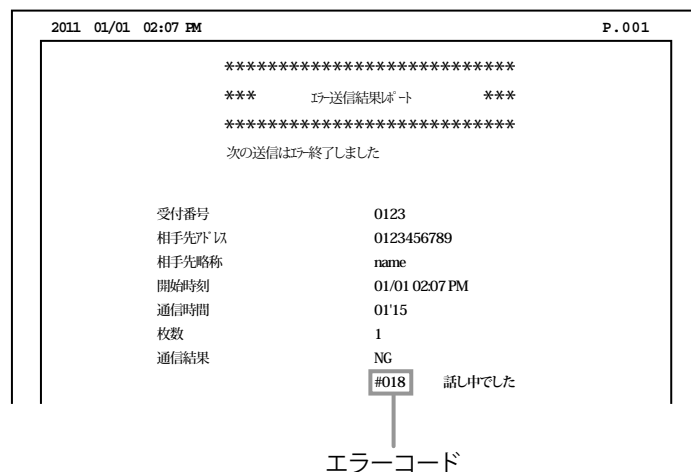 2011 01/01 02:07 PM P.001
***************************
*** ｴﾗｰ送信結果ﾚﾎﾟｰﾄ ***
***************************
次の送信はｴﾗｰ終了しました
受付番号 0123
相手先ｱﾄﾞﾚｽ 0123456789
相手先略称 name
開始時刻 01/01 02:07 PM
通信時間 01'15
枚数 1
通信結果 NG
#018 話し中でした
エラーコード